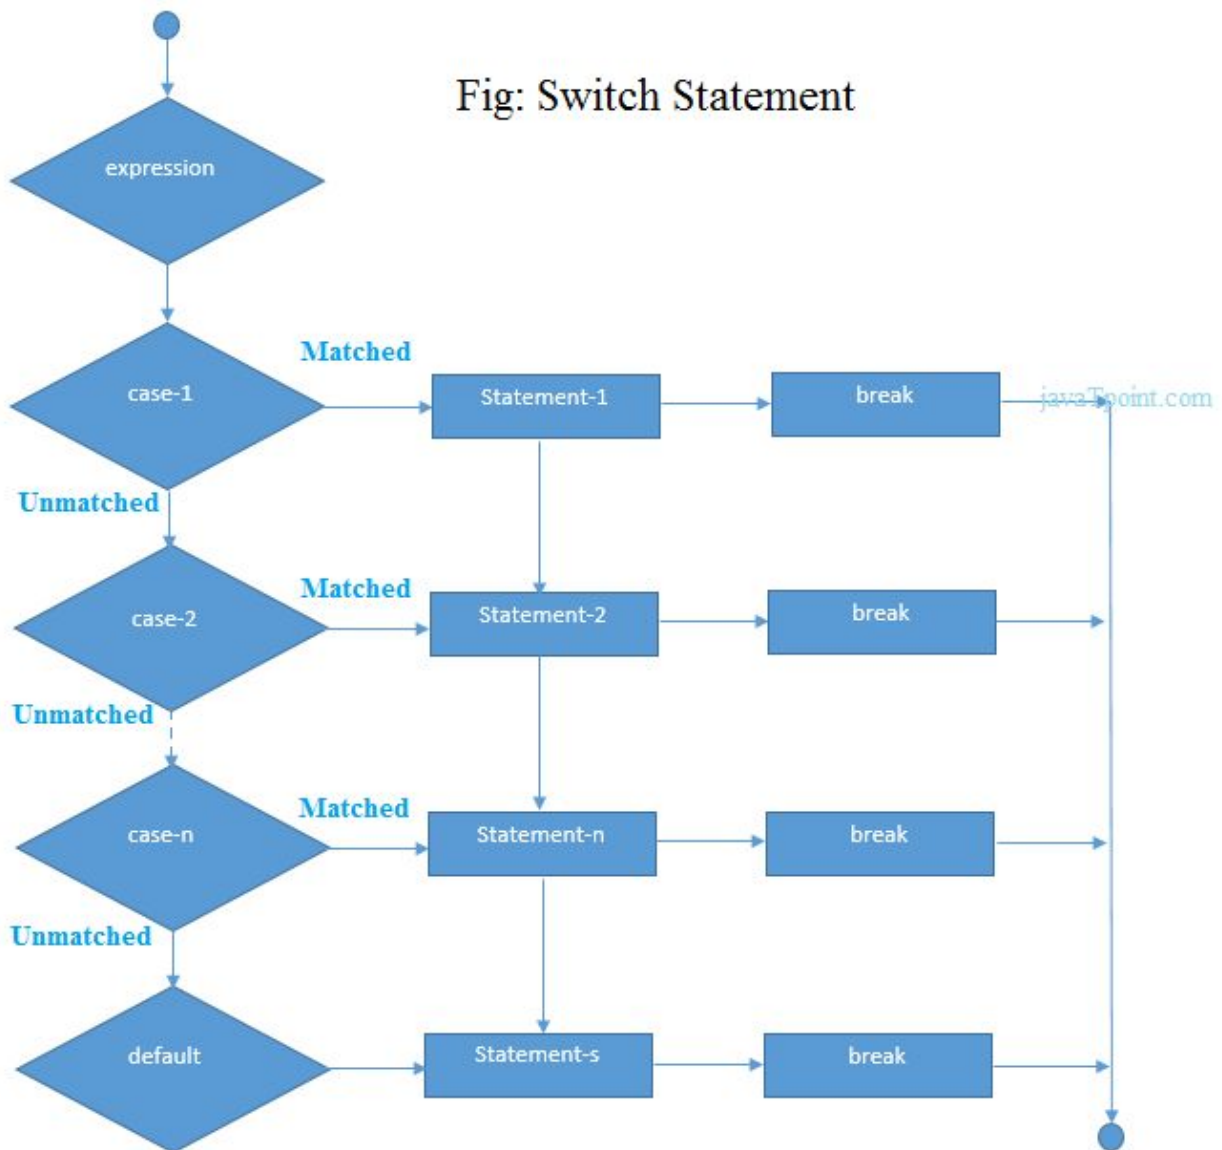 Fig: Switch Statement
expression
case-1
Matched
Statement-1
break
javaTpoint.com
Unmatched
case-2
Matched
Statement-2
break
Unmatched
case-n
Matched
Statement-n
break
Unmatched
default
Statement-s
break